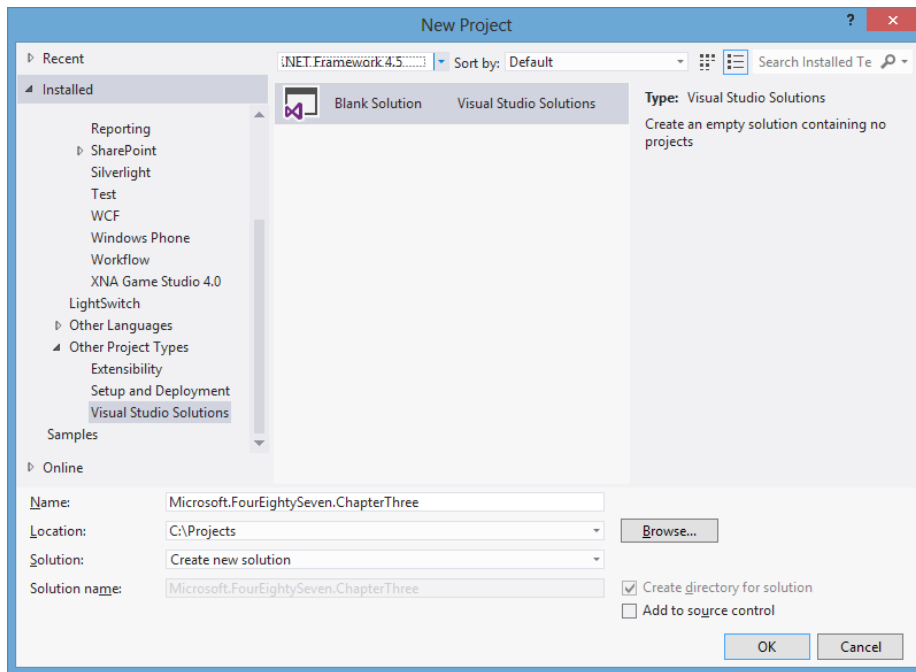 New Project
? ×
Recent
.NET Framework 4.5
Sort by: Default
Search Installed Te
Installed
Reporting
SharePoint
Silverlight
Test
WCF
Windows Phone
Workflow
XNA Game Studio 4.0
LightSwitch
Other Languages
Other Project Types
Extensibility
Setup and Deployment
Visual Studio Solutions
Samples
Online
Blank Solution Visual Studio Solutions
Type: Visual Studio Solutions
Create an empty solution containing no
projects
Name: Microsoft.FourEightySeven.ChapterThree
Location: C:\Projects
Browse...
Solution: Create new solution
Solution name: Microsoft.FourEightySeven.ChapterThree
Create directory for solution
Add to source control
OK Cancel